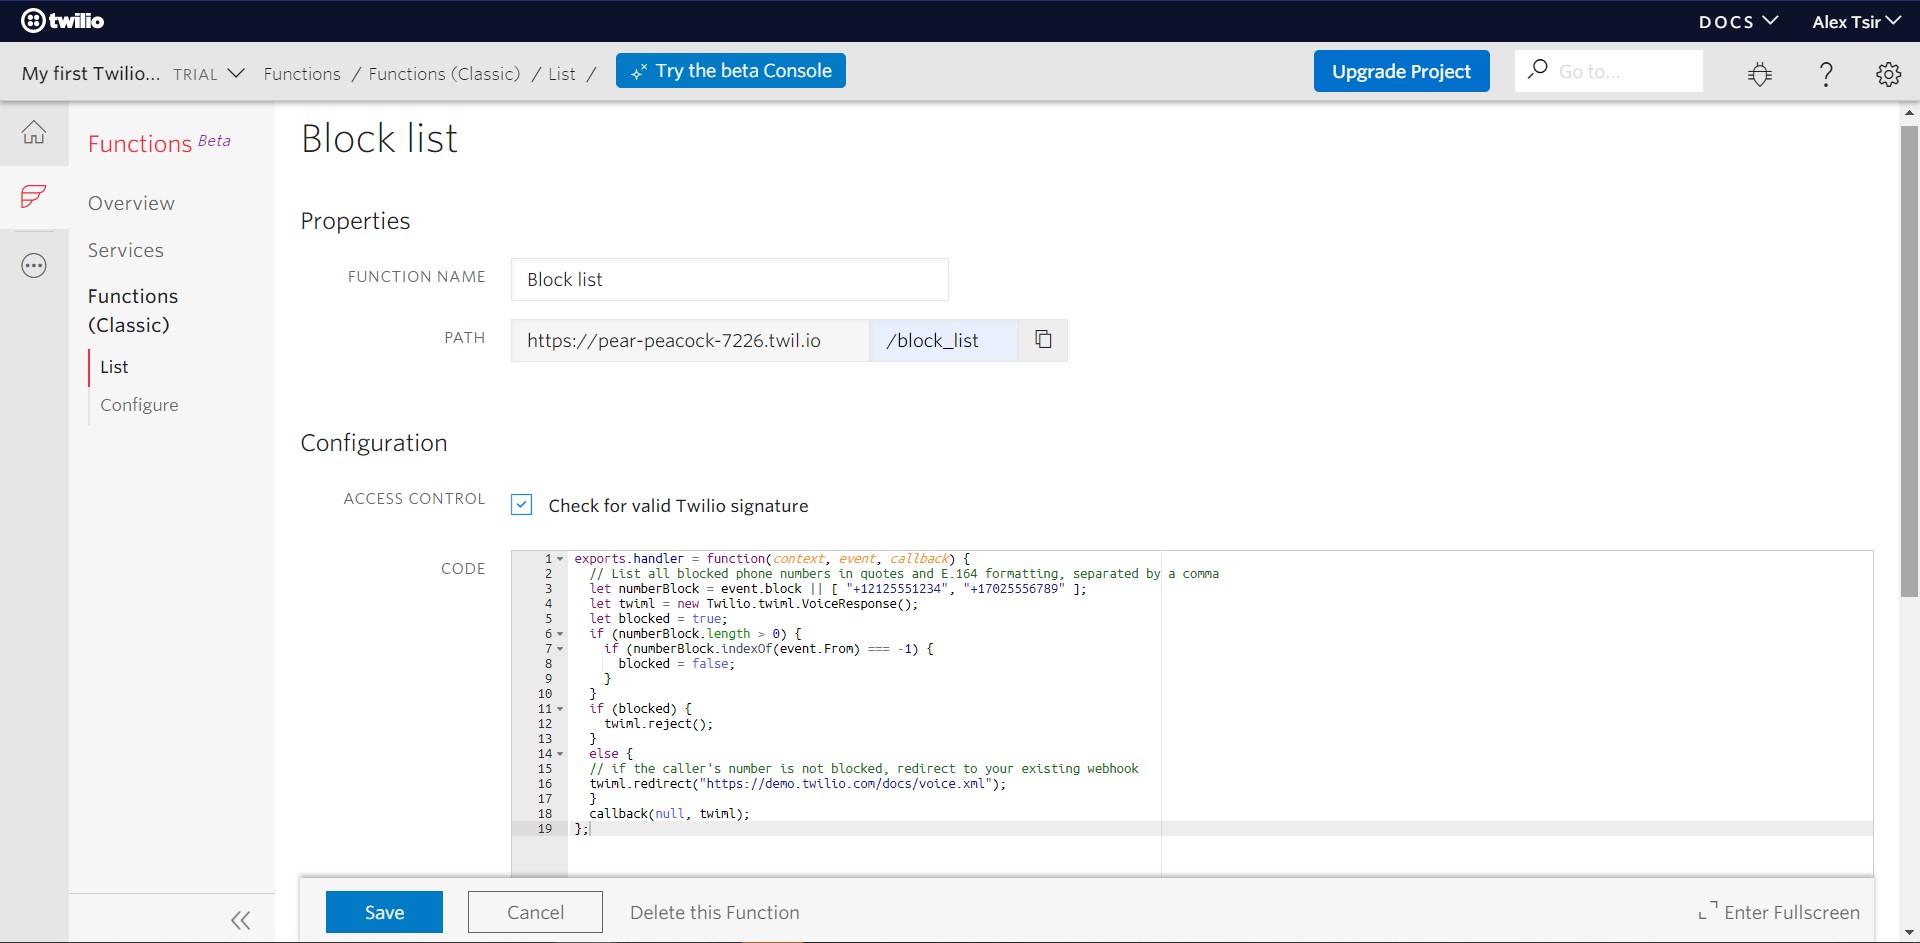 twilio
DOCS
Alex Tsir
My first Twilio... TRIAL
Functions / Functions (Classic) / List /
Try the beta Console
Upgrade Project
Go to...
?
Functions Beta
Overview
Services
Functions
(Classic)
List
Configure
Block list
Properties
FUNCTION NAME
Block list
PATH
https://pear-peacock-7226.twil.io
/block_list
Configuration
ACCESS CONTROL
Check for valid Twilio signature
CODE
1 exports.handler = function(context, event, callback) {
2 // List all blocked phone numbers in quotes and E.164 formatting, separated by a comma
3 let numberBlock = event.block || [ "+12125551234", "+17025556789" ];
4 let twiml = new Twilio.twiml.VoiceResponse();
5 let blocked = true;
6 if (numberBlock.length > 0) {
7 if (numberBlock.indexOf(event.From) === -1) {
8 blocked = false;
9 }
10 }
11 if (blocked) {
12 twiml.reject();
13 }
14 else {
15 // if the caller's number is not blocked, redirect to your existing webhook
16 twiml.redirect("https://demo.twilio.com/docs/voice.xml");
17 }
18 callback(null, twiml);
19 };
Save
Cancel
Delete this Function
Enter Fullscreen